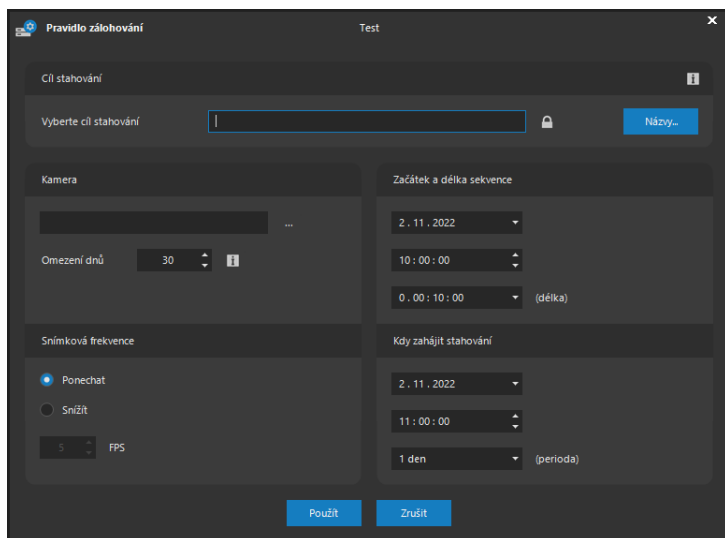 Pravidlo zálohování
Test
Cíl stahování
Vyberte cíl stahování
Názvy...
Kamera
...
Omezení dnů
30
Začátek a délka sekvence
2 . 11 . 2022
10 : 00 : 00
0 . 00 : 10 : 00
(délka)
Snímková frekvence
Ponechat
Snížít
5
FPS
Kdy zahájit stahování
2 . 11 . 2022
11 : 00 : 00
1 den
(perioda)
Použít
Zrušit